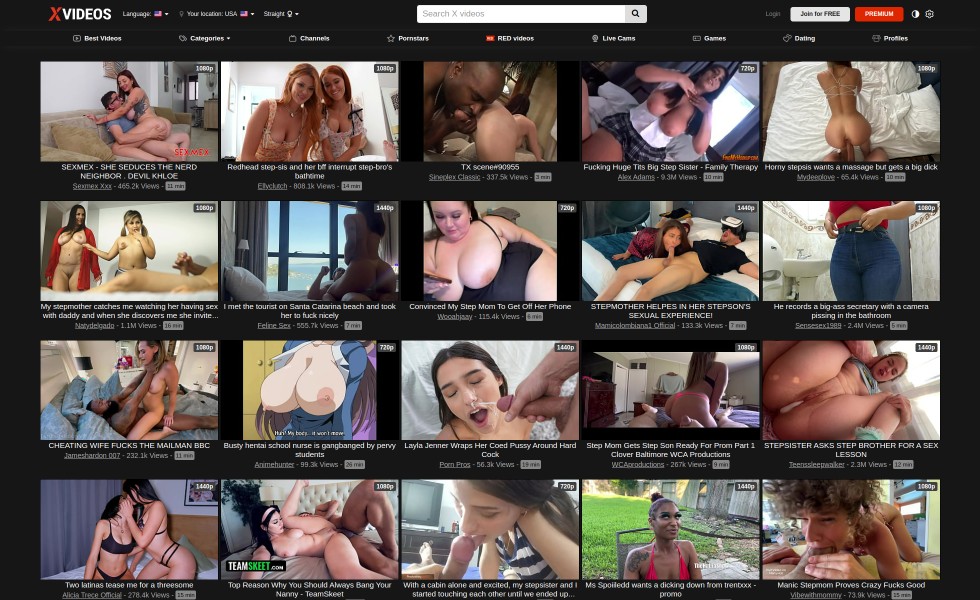 XVIDEOS
Language:
Your location: USA
Straight
Search X videos
Login
Join for FREE
PREMIUM
Best Videos
Categories
Channels
Pornstars
RED videos
Live Cams
Games
Dating
Profiles
1080p
SEXMEX
SEXMEX - SHE SEDUCES THE NERD
NEIGHBOR . DEVIL KHLOE
Sexmex Xxx - 465.2k Views - 11 min
1080p
Redhead step-sis and her bff interrupt step-bro's
bathtime
Ellyclutch - 808.1k Views - 14 min
TX scene#90955
Sineplex Classic - 337.5k Views - 3 min
720p
Fucking Huge Tits Big Step Sister - Family Therapy
Alex Adams - 9.3M Views - 10 min
1080p
Horny stepsis wants a massage but gets a big dick
Mydeeplove - 65.4k Views - 10 min
1080p
My stepmother catches me watching her having sex
with daddy and when she discovers me she invite...
Natydelgado - 1.1M Views - 16 min
1440p
I met the tourist on Santa Catarina beach and took
her to fuck nicely
Feline Sex - 555.7k Views - 7 min
720p
Convinced My Step Mom To Get Off Her Phone
Wooahjaay - 115.4k Views - 6 min
1440p
STEPMOTHER HELPES IN HER STEPSON'S
SEXUAL EXPERIENCE!
Mamicolombiana1 Official - 133.3k Views - 7 min
1080p
He records a big-ass secretary with a camera
pissing in the bathroom
Sensesex1989 - 2.4M Views - 5 min
1080p
CHEATING WIFE FUCKS THE MAILMAN BBC
Jameshardon 007 - 232.1k Views - 11 min
720p
Huh? My body... it won't move.
Busty hentai school nurse is gangbanged by pervy
students
Animehunter - 99.3k Views - 26 min
1440p
Layla Jenner Wraps Her Coed Pussy Around Hard
Cock
Porn Pros - 56.3k Views - 19 min
1080p
Step Mom Gets Step Son Ready For Prom Part 1
Clover Baltimore WCA Productions
WCAproductions - 267k Views - 9 min
1440p
STEPSISTER ASKS STEP BROTHER FOR A SEX
LESSON
Teenssleepwalker - 2.3M Views - 12 min
1440p
Two latinas tease me for a threesome
Alicia Trece Official - 278.4k Views - 15 min
1080p
TEAMSKEET.COM
Top Reason Why You Should Always Bang Your
Nanny - TeamSkeet
720p
With a cabin alone and excited, my stepsister and I
started touching each other until we ended up...
1440p
Ms Spoiledd wants a dicking down from trentxxx -
promo
1080p
Manic Stepmom Proves Crazy Fucks Good
Vibewithmommy - 73.9k Views - 15 min